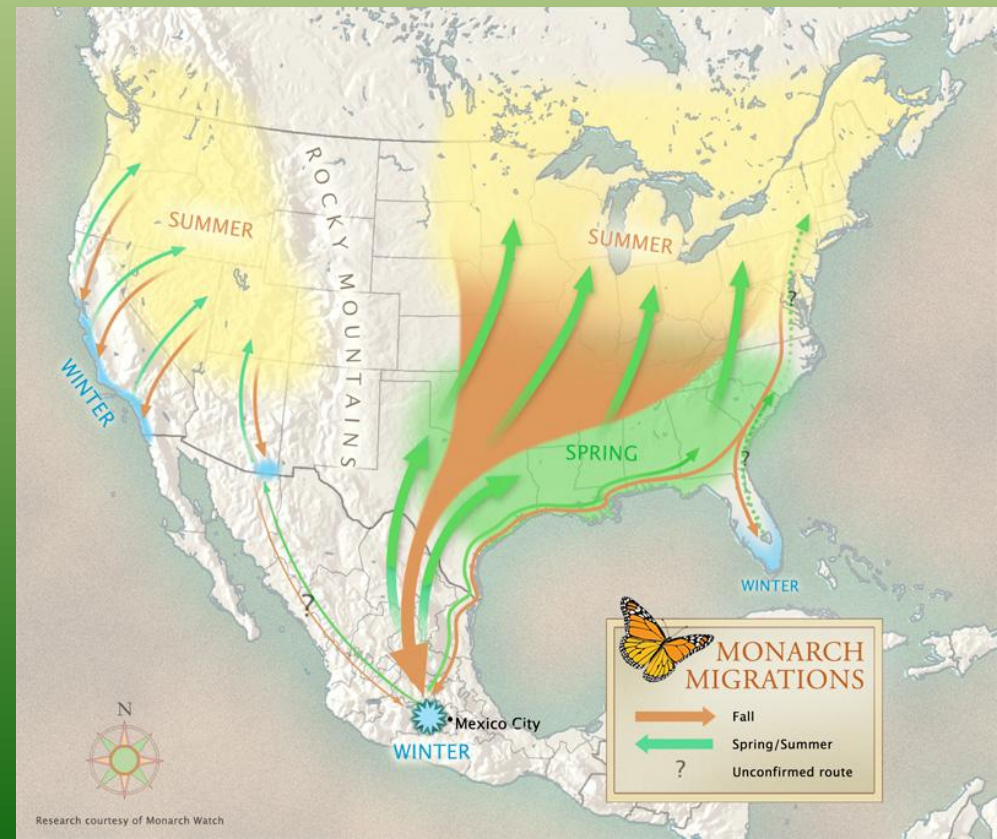 ROCKY MOUNTAINS
SUMMER
SUMMER
?
WINTER
SPRING
?
?
WINTER
Mexico City
WINTER
MONARCH
MIGRATIONS
Fall
Spring/Summer
? Unconfirmed route
N
Research courtesy of Monarch Watch